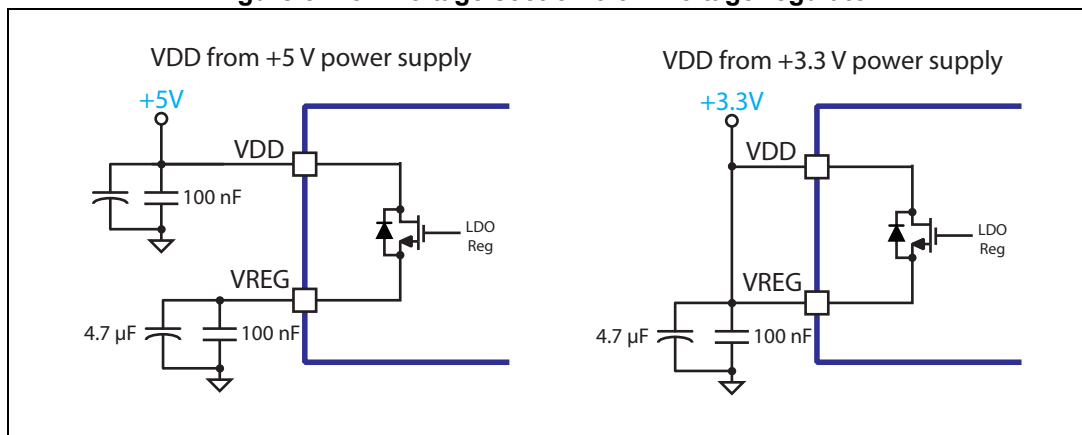 VDD from +5 V power supply
+5V
VDD
100 nF
LDO
Reg
VREG
4.7 µF
100 nF
VDD from +3.3 V power supply
+3.3V
VDD
LDO
Reg
VREG
4.7 µF
100 nF